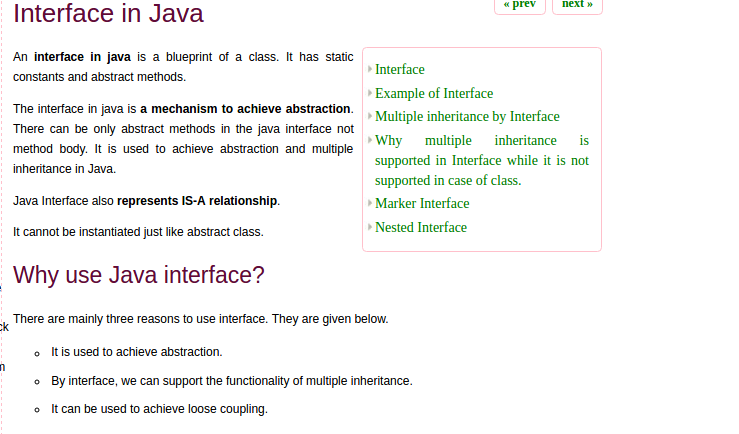 Interface in Java
« prev
next »
An interface in java is a blueprint of a class. It has static
constants and abstract methods.
The interface in java is a mechanism to achieve abstraction.
There can be only abstract methods in the java interface not
method body. It is used to achieve abstraction and multiple
inheritance in Java.
Java Interface also represents IS-A relationship.
It cannot be instantiated just like abstract class.
Interface
Example of Interface
Multiple inheritance by Interface
Why multiple inheritance is
supported in Interface while it is not
supported in case of class.
Marker Interface
Nested Interface
Why use Java interface?
There are mainly three reasons to use interface. They are given below.
It is used to achieve abstraction.
By interface, we can support the functionality of multiple inheritance.
It can be used to achieve loose coupling.